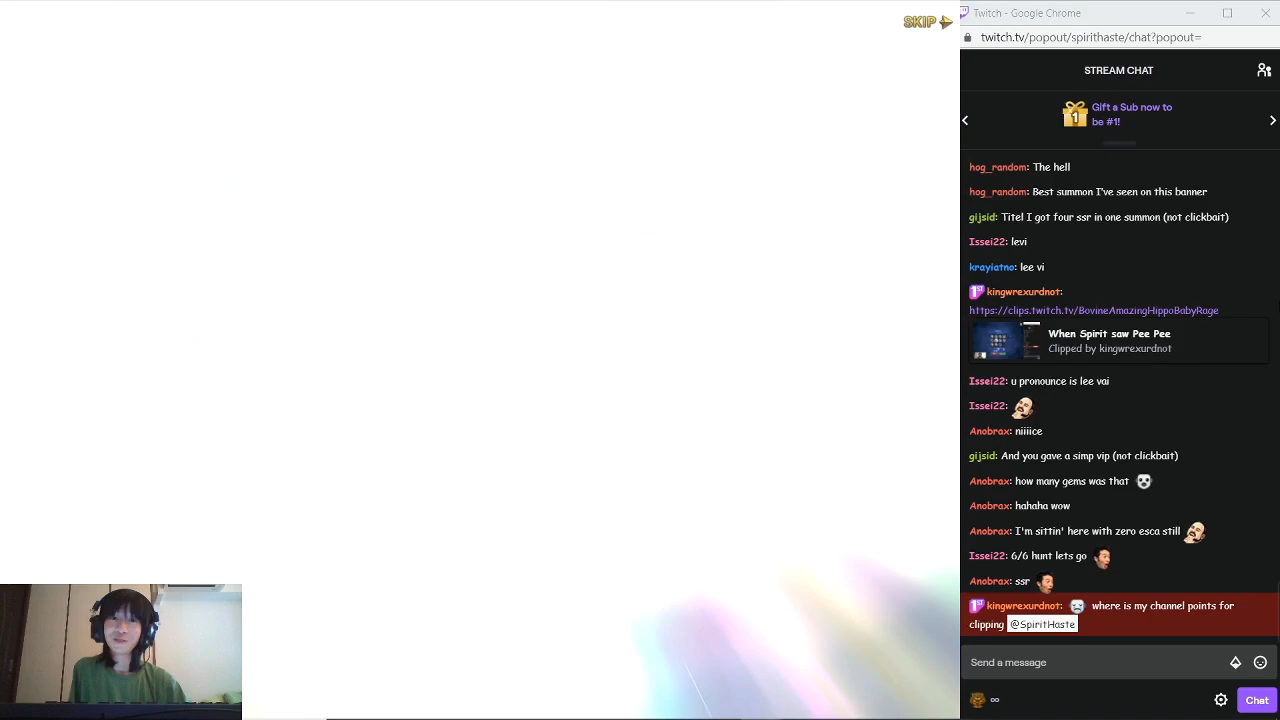 SKIP
Twitch - Google Chrome
twitch.tv/popout/spirithaste/chat?popout=
STREAM CHAT
1
Gift a Sub now to
be #1!
hog_random: The hell
hog_random: Best summon I've seen on this banner
gijsid: Titel I got four ssr in one summon (not clickbait)
Issei22: levi
krayiatno: lee vi
1ST kingwrexurdnot:
https://clips.twitch.tv/BovineAmazingHippoBabyRage
When Spirit saw Pee Pee
Clipped by kingwrexurdnot
Issei22: u pronounce is lee vai
Issei22:
Anobrax: niiiice
gijsid: And you gave a simp vip (not clickbait)
Anobrax: how many gems was that
Anobrax: hahaha wow
Anobrax: I'm sittin' here with zero esca still
Issei22: 6/6 hunt lets go
Anobrax: ssr
1ST kingwrexurdnot: where is my channel points for
clipping @SpiritHaste
Send a message
∞
Chat